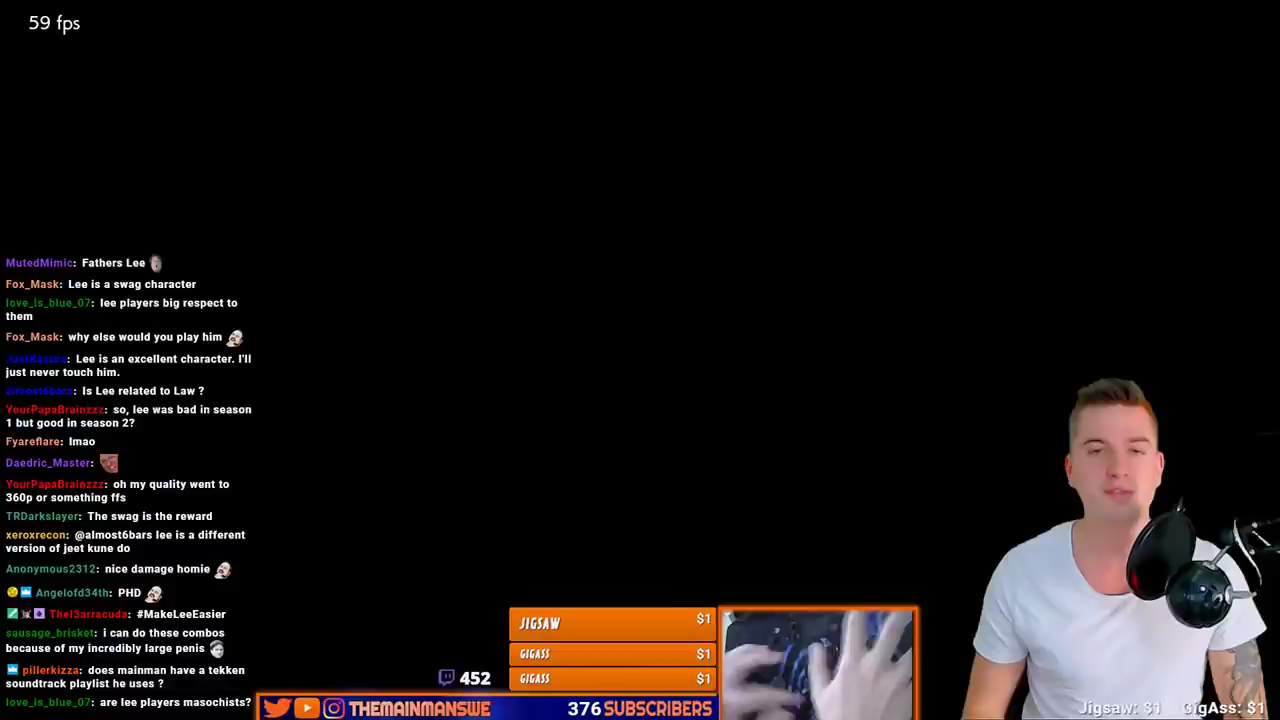 59 fps
MutedMimic: Fathers Lee
Fox_Mask: Lee is a swag character
love_is_blue_07: lee players big respect to
them
Fox_Mask: why else would you play him
JustKazuya: Lee is an excellent character. I'll
just never touch him.
almost6bars: Is Lee related to Law ?
YourPapaBrainzzz: so, lee was bad in season
1 but good in season 2?
Fyareflare: lmao
Daedric_Master:
YourPapaBrainzzz: oh my quality went to
360p or something ffs
TRDarkslayer: The swag is the reward
xeroxrecon: @almost6bars lee is a different
version of jeet kune do
Anonymous2312: nice damage homie
Angelofd34th: PHD
The13arracuda: #MakeLeeEasier
sausage_brisket: i can do these combos
because of my incredibly large penis
pillerkizza: does mainman have a tekken
soundtrack playlist he uses ?
love_is_blue_07: are lee players masochists?
452
JIGSAW $1
GIGASS $1
GIGASS $1
THEMAINMANSWE 376 SUBSCRIBERS
Jigsaw: $1 GigAss: $1